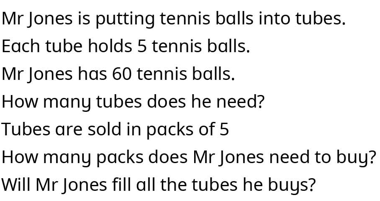 Mr Jones is putting tennis balls into tubes.
Each tube holds 5 tennis balls.
Mr Jones has 60 tennis balls.
How many tubes does he need?
Tubes are sold in packs of 5
How many packs does Mr Jones need to buy?
Will Mr Jones fill all the tubes he buys?